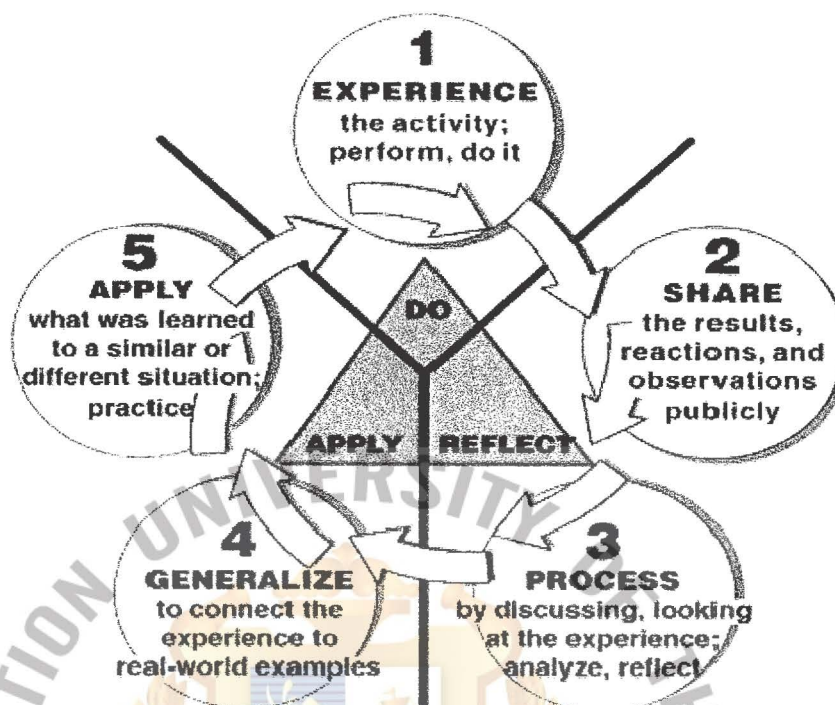 1
EXPERIENCE
the activity;
perform, do it
2
SHARE
the results,
reactions, and
observations
publicly
3
PROCESS
by discussing, looking
at the experience;
analyze, reflect
4
GENERALIZE
to connect the
experience to
real-world examples
5
APPLY
what was learned
to a similar or
different situation;
practice
DO
APPLY REFLECT
UNIVERSITY